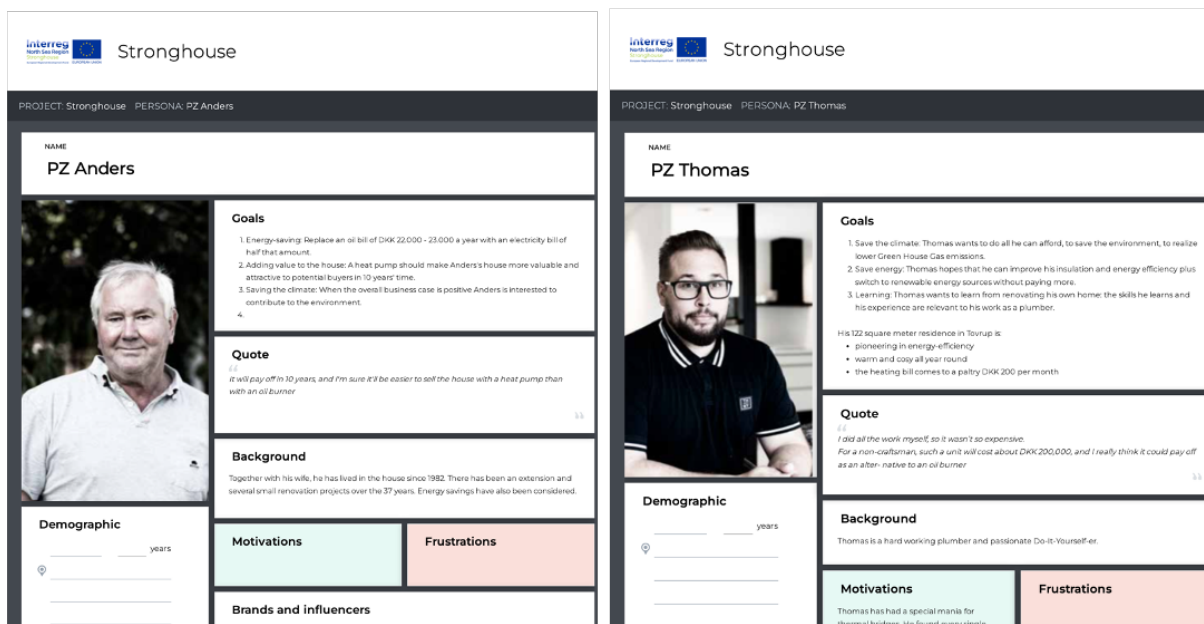 Interreg
North Sea Region
Stronghouse
European Regional Development Fund EUROPEAN UNION
Stronghouse
PROJECT: Stronghouse PERSONA: PZ Anders
NAME
PZ Anders
Goals
1. Energy-saving: Replace an oil bill of DKK 22.000 - 23.000 a year with an electricity bill of
half that amount.
2. Adding value to the house: A heat pump should make Anders's house more valuable and
attractive to potential buyers in 10 years' time.
3. Saving the climate: When the overall business case is positive Anders is interested to
contribute to the environment.
4.
Quote
“
It will pay off in 10 years, and I'm sure it'll be easier to sell the house with a heat pump than
with an oil burner
”
Background
Together with his wife, he has lived in the house since 1982. There has been an extension and
several small renovation projects over the 37 years. Energy savings have also been considered.
Demographic
years
Motivations
Frustrations
Brands and influencers
Interreg
North Sea Region
Stronghouse
European Regional Development Fund EUROPEAN UNION
Stronghouse
PROJECT: Stronghouse PERSONA: PZ Thomas
NAME
PZ Thomas
Goals
1. Save the climate: Thomas wants to do all he can afford, to save the environment, to realize
lower Green House Gas emissions.
2. Save energy: Thomas hopes that he can improve his insulation and energy efficiency plus
switch to renewable energy sources without paying more.
3. Learning: Thomas wants to learn from renovating his own home: the skills he learns and
his experience are relevant to his work as a plumber.
His 122 square meter residence in Tovrup is:
• pioneering in energy-efficiency
• warm and cosy all year round
• the heating bill comes to a paltry DKK 200 per month
Quote
“
I did all the work myself, so it wasn't so expensive.
For a non-craftsman, such a unit will cost about DKK 200,000, and I really think it could pay off
as an alter- native to an oil burner
”
Background
Thomas is a hard working plumber and passionate Do-It-Yourself-er.
Demographic
years
Motivations
Thomas has had a special mania for
thermal bridges. He found every single
Frustrations